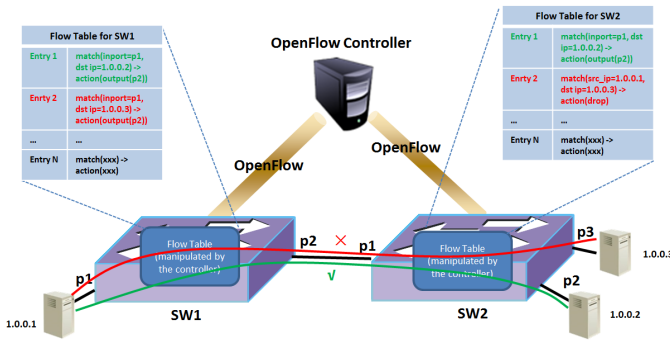 Flow Table for SW1
Entry 1
match(inport=p1,
dst ip=1.0.0.2) ->
action(output(p2))
Enrty 2
match(inport=p1,
dst ip=1.0.0.3) ->
action(output(p2))
...
...
Entry N
match(xxx) ->
action(xxx)
OpenFlow Controller
Flow Table for SW2
Entry 1
match(inport=p1,
dst ip=1.0.0.2) ->
action(output(p2))
Entry 2
match(src_ip=1.0.0.1,
dst ip=1.0.0.3) ->
action(drop)
...
...
Entry N
match(xxx) ->
action(xxx)
OpenFlow
OpenFlow
Flow Table
(manipulated by
the controller)
p1
p2
×
√
p1
Flow Table
(manipulated by
the controller)
p3
p2
1.0.0.3
1.0.0.1
SW1
SW2
1.0.0.2